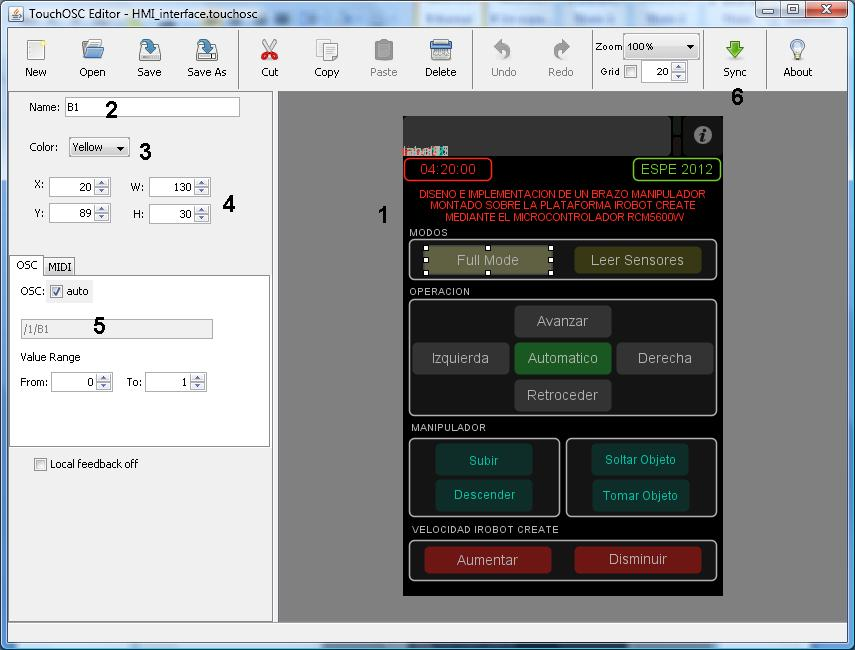 TouchOSC Editor - HMI_interface.touchosc
New Open Save Save As Cut Copy Paste Delete Undo Redo Zoom 100% Grid 20 Sync About
6
Name: B1 2
Color: Yellow 3
X: 20 W: 130
Y: 89 H: 30
4
OSC MIDI
OSC: auto
/1/B1 5
Value Range
From: 0 To: 1
Local feedback off
1
04:20:00 ESPE 2012
DISENO E IMPLEMENTACION DE UN BRAZO MANIPULADOR
MONTADO SOBRE LA PLATAFORMA IROBOT CREATE
MEDIANTE EL MICROCONTROLADOR RCM5600W
MODOS
Full Mode Leer Sensores
OPERACION
Avanzar
Izquierda Automatico Derecha
Retroceder
MANIPULADOR
Subir Soltar Objeto
Descender Tomar Objeto
VELOCIDAD IROBOT CREATE
Aumentar Disminuir